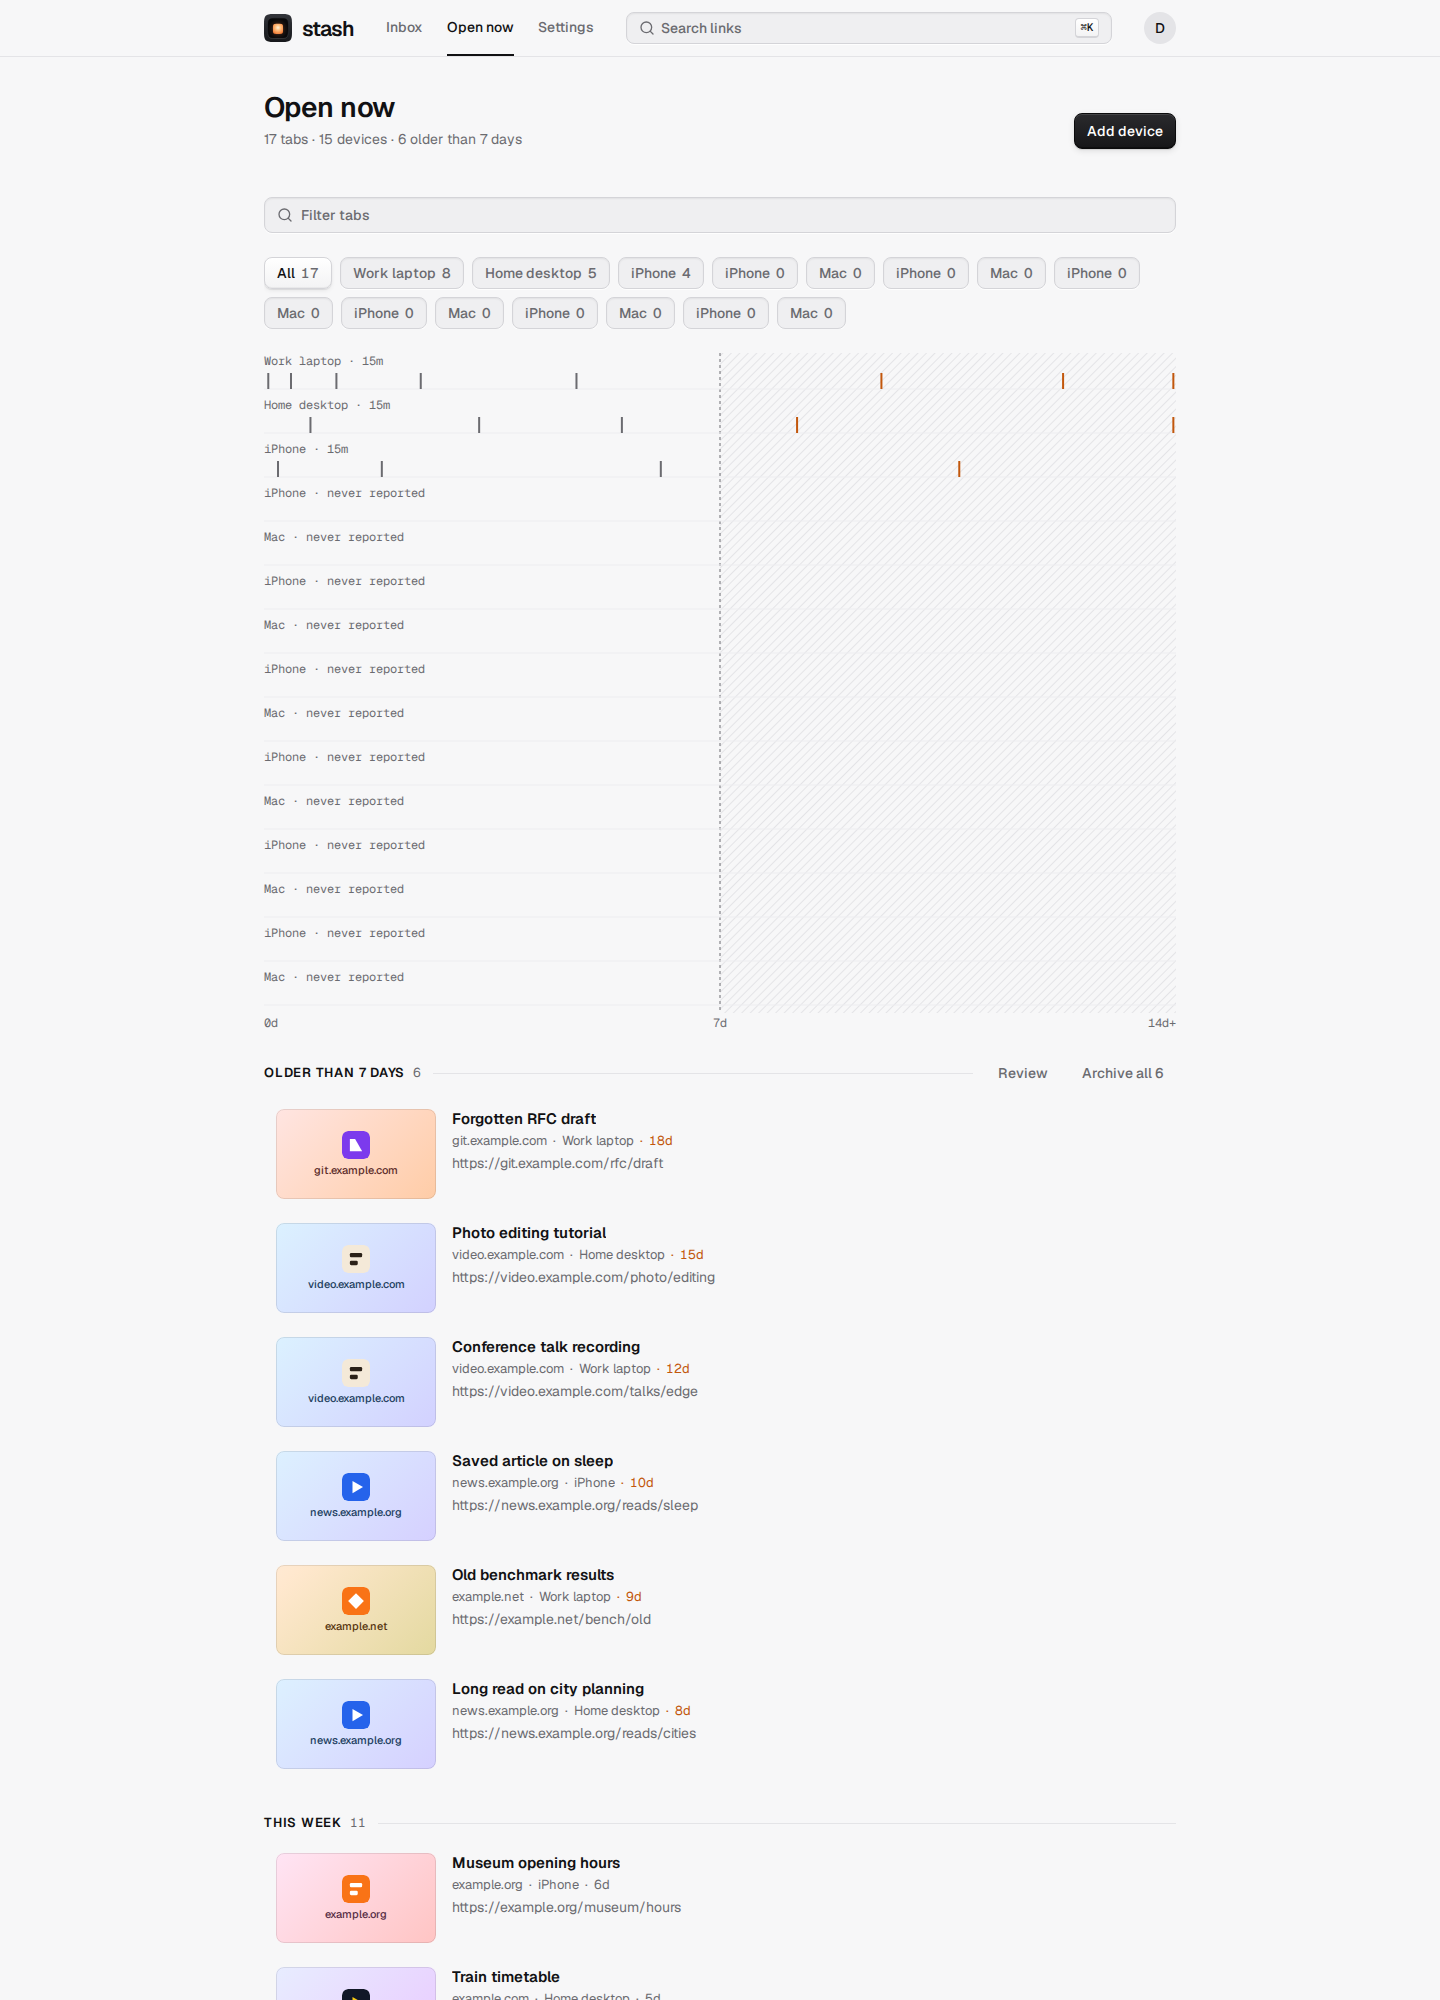 stash Inbox Open now Settings Search links ⌘K D
Open now
17 tabs · 15 devices · 6 older than 7 days
Add device
Filter tabs
All 17 Work laptop 8 Home desktop 5 iPhone 4 iPhone 0 Mac 0 iPhone 0 Mac 0 iPhone 0
Mac 0 iPhone 0 Mac 0 iPhone 0 Mac 0 iPhone 0 Mac 0
Work laptop · 15m
Home desktop · 15m
iPhone · 15m
iPhone · never reported
Mac · never reported
iPhone · never reported
Mac · never reported
iPhone · never reported
Mac · never reported
iPhone · never reported
Mac · never reported
iPhone · never reported
Mac · never reported
iPhone · never reported
Mac · never reported
0d 7d 14d+
OLDER THAN 7 DAYS 6 Review Archive all 6
git.example.com
Forgotten RFC draft
git.example.com · Work laptop · 18d
https://git.example.com/rfc/draft
video.example.com
Photo editing tutorial
video.example.com · Home desktop · 15d
https://video.example.com/photo/editing
video.example.com
Conference talk recording
video.example.com · Work laptop · 12d
https://video.example.com/talks/edge
news.example.org
Saved article on sleep
news.example.org · iPhone · 10d
https://news.example.org/reads/sleep
example.net
Old benchmark results
example.net · Work laptop · 9d
https://example.net/bench/old
news.example.org
Long read on city planning
news.example.org · Home desktop · 8d
https://news.example.org/reads/cities
THIS WEEK 11
example.org
Museum opening hours
example.org · iPhone · 6d
https://example.org/museum/hours
Train timetable
example.com · Home desktop · 5d